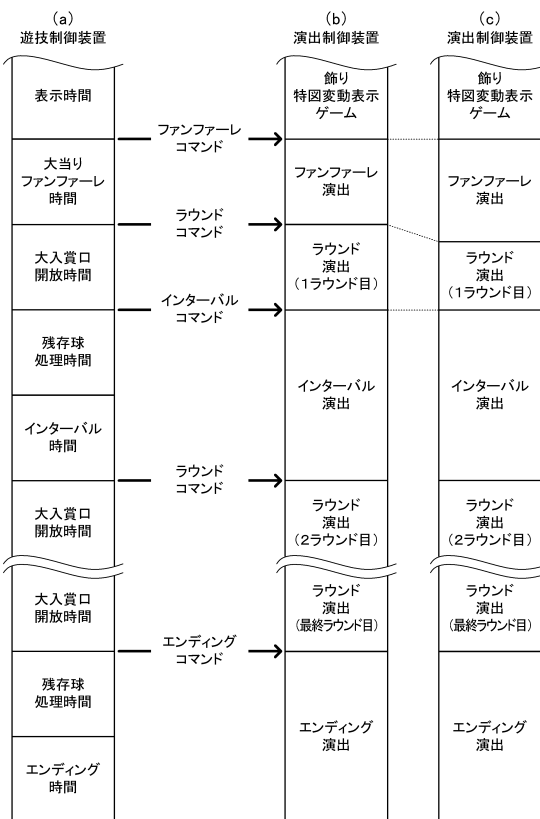 (a)
遊技制御装置
表示時間
大当り
ファンファーレ
時間
大入賞口
開放時間
残存球
処理時間
インターバル
時間
大入賞口
開放時間
大入賞口
開放時間
残存球
処理時間
エンディング
時間
ファンファーレ
コマンド
ラウンド
コマンド
インターバル
コマンド
ラウンド
コマンド
エンディング
コマンド
(b)
演出制御装置
飾り
特図変動表示
ゲーム
ファンファーレ
演出
ラウンド
演出
(1ラウンド目)
インターバル
演出
ラウンド
演出
(2ラウンド目)
ラウンド
演出
(最終ラウンド目)
エンディング
演出
(c)
演出制御装置
飾り
特図変動表示
ゲーム
ファンファーレ
演出
ラウンド
演出
(1ラウンド目)
インターバル
演出
ラウンド
演出
(2ラウンド目)
ラウンド
演出
(最終ラウンド目)
エンディング
演出